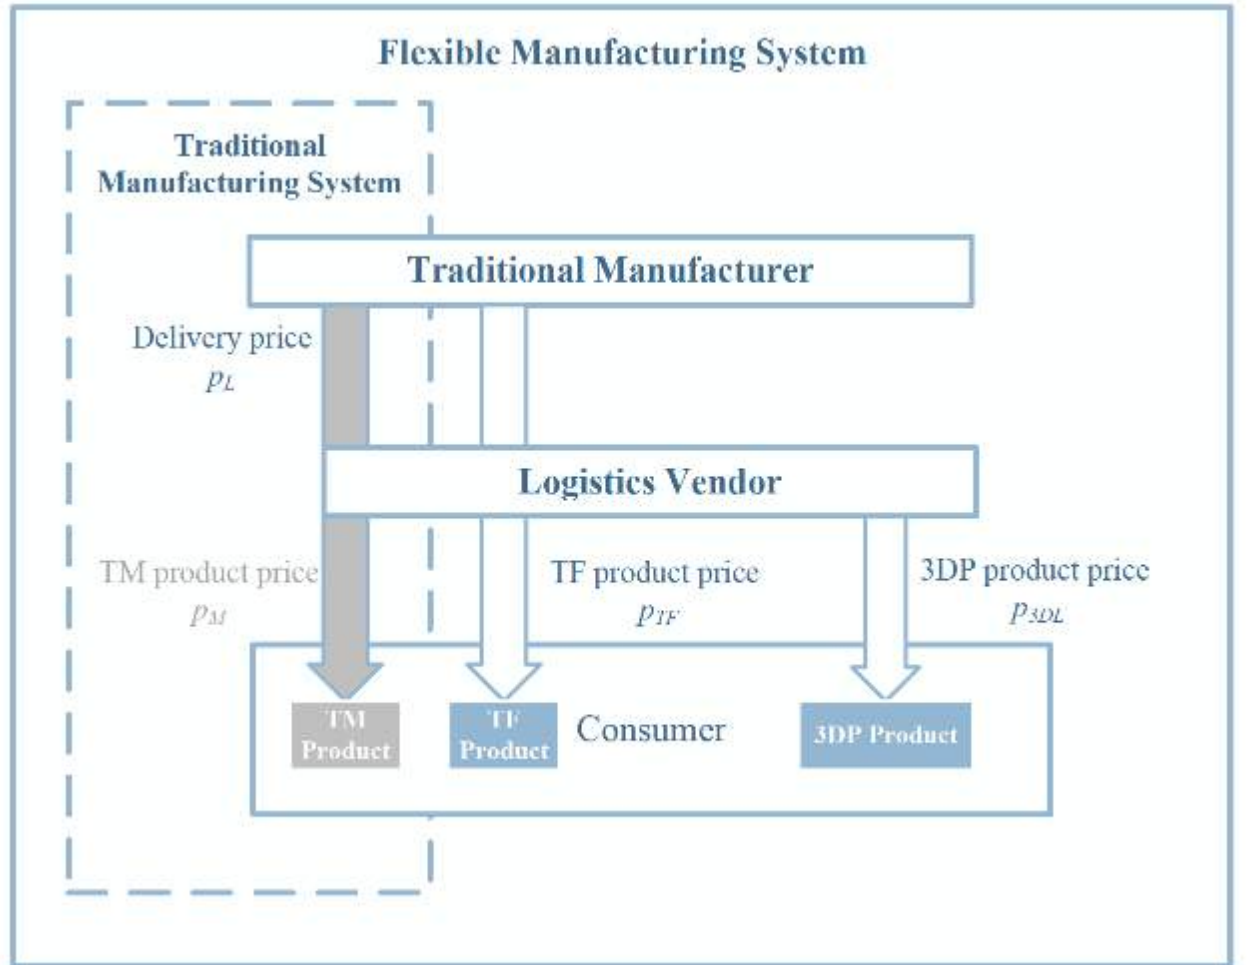 Flexible Manufacturing System
Traditional
Manufacturing System
Traditional Manufacturer
Delivery price
pL
Logistics Vendor
TM product price
pM
TF product price
pTF
3DP product price
p3DL
TM
Product
TF
Product
Consumer
3DP Product